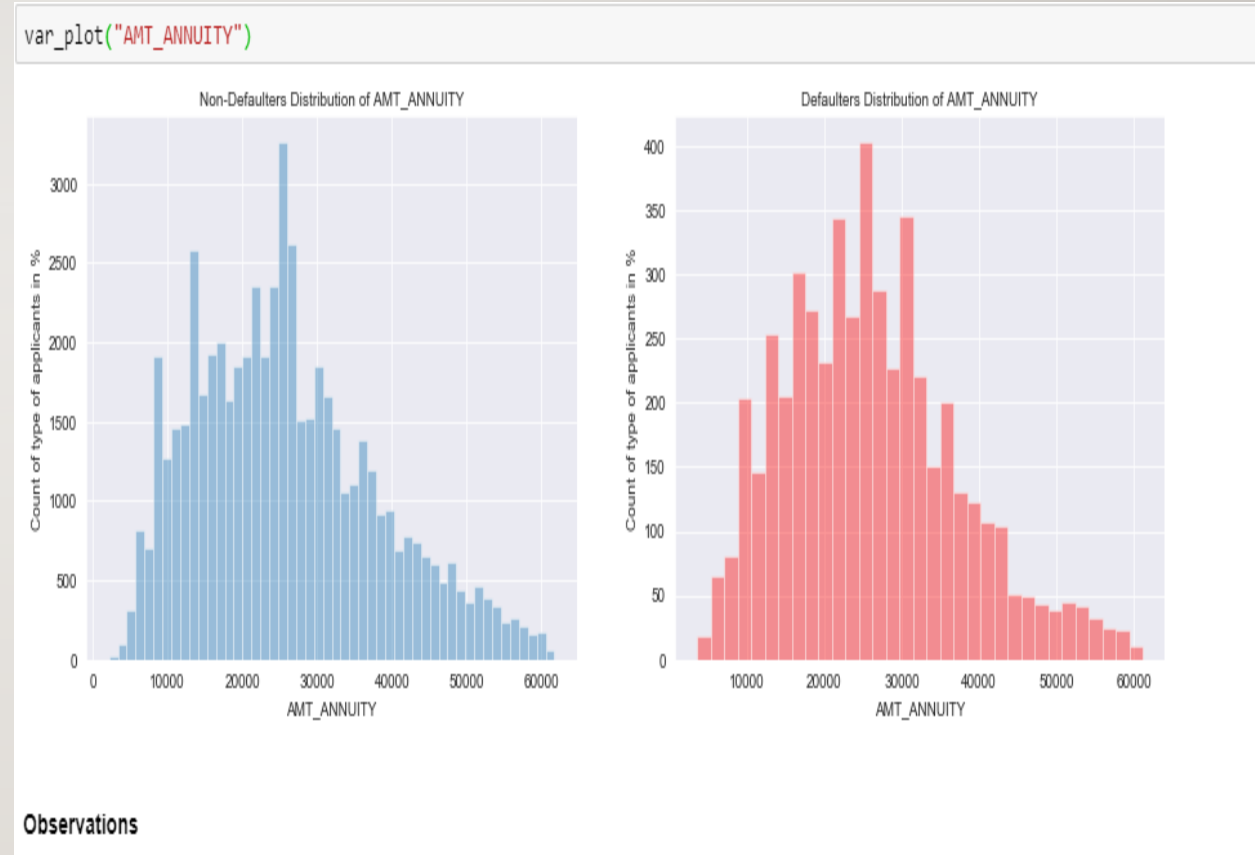 var_plot("AMT_ANNUITY")
Non-Defaulters Distribution of AMT_ANNUITY
Count of type of applicants in %
3000
2500
2000
1500
1000
500
0
0 10000 20000 30000 40000 50000 60000
AMT_ANNUITY
Defaulters Distribution of AMT_ANNUITY
Count of type of applicants in %
400
350
300
250
200
150
100
50
0
10000 20000 30000 40000 50000 60000
AMT_ANNUITY
Observations